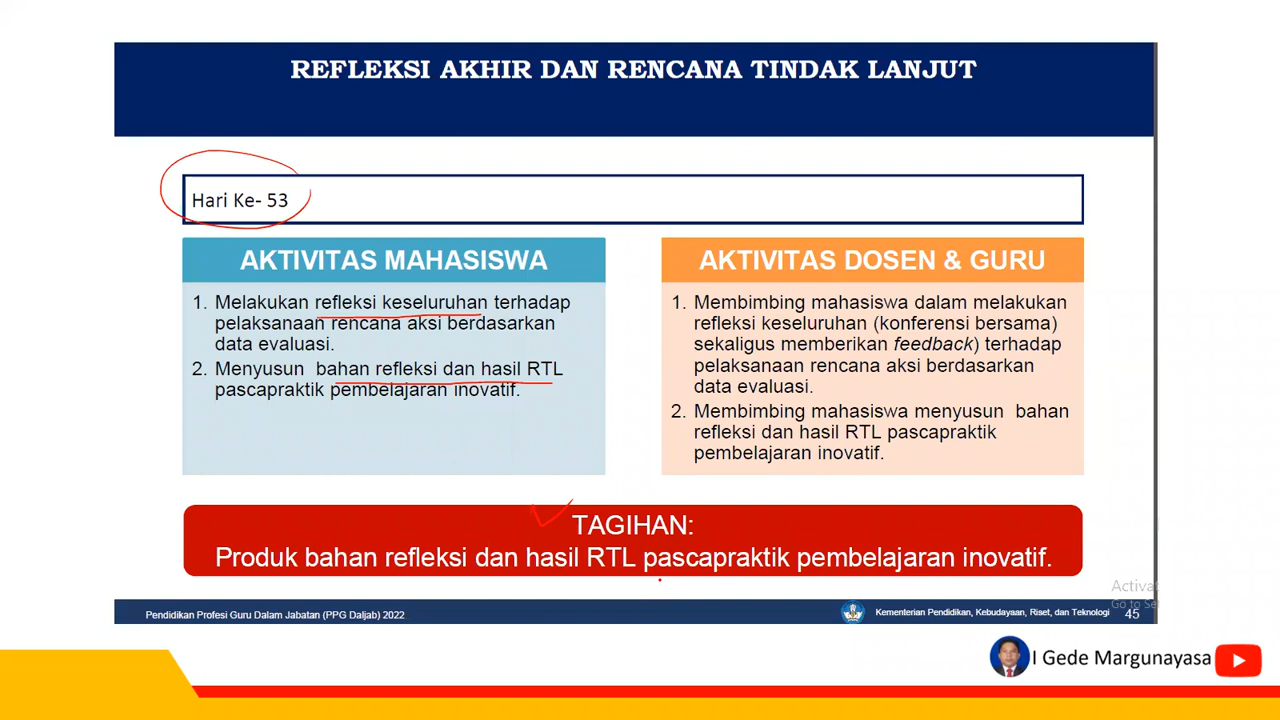 REFLEKSI AKHIR DAN RENCANA TINDAK LANJUT
Hari Ke- 53
AKTIVITAS MAHASISWA
1. Melakukan refleksi keseluruhan terhadap
pelaksanaan rencana aksi berdasarkan
data evaluasi.
2. Menyusun bahan refleksi dan hasil RTL
pascapraktik pembelajaran inovatif.
AKTIVITAS DOSEN & GURU
1. Membimbing mahasiswa dalam melakukan
refleksi keseluruhan (konferensi bersama)
sekaligus memberikan feedback) terhadap
pelaksanaan rencana aksi berdasarkan
data evaluasi.
2. Membimbing mahasiswa menyusun bahan
refleksi dan hasil RTL pascapraktik
pembelajaran inovatif.
TAGIHAN:
Produk bahan refleksi dan hasil RTL pascapraktik pembelajaran inovatif.
Pendidikan Profesi Guru Dalam Jabatan (PPG Daljab) 2022
Kementerian Pendidikan, Kebudayaan, Riset, dan Teknologi
45
Activa
Go to Se
I Gede Margunayasa